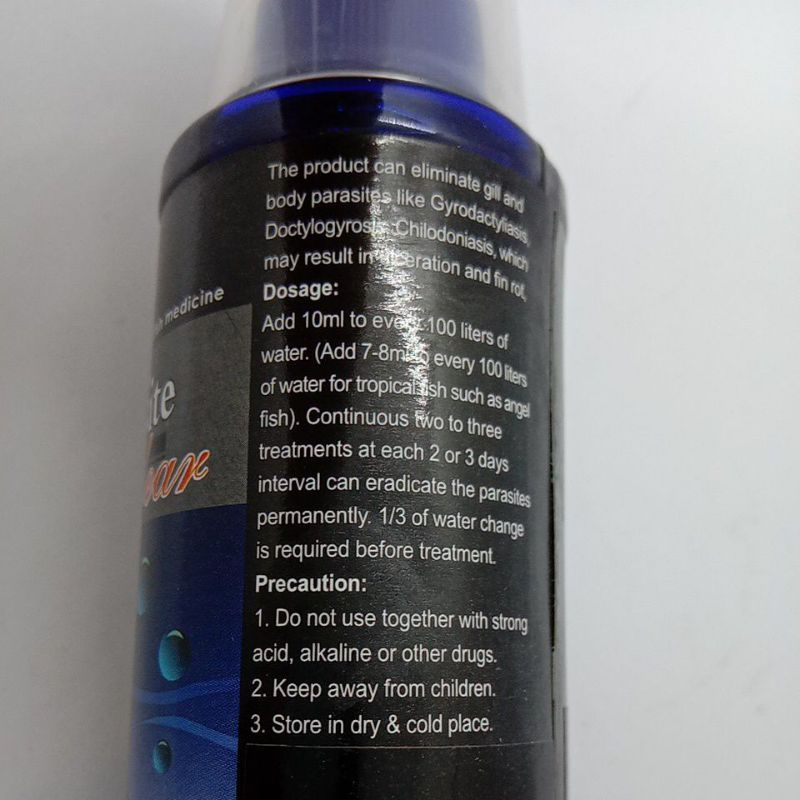 The product can eliminate gill and
body parasites like Gyrodactyliasis,
Doctylogyrosis, Chilodoniasis, which
may result in ulceration and fin rot.
Dosage:
Add 10ml to every 100 liters of
water. (Add 7-8ml to every 100 liters
of water for tropical fish such as angel
fish). Continuous two to three
treatments at each 2 or 3 days
interval can eradicate the parasites
permanently. 1/3 of water change
is required before treatment.
Precaution:
1. Do not use together with strong
acid, alkaline or other drugs.
2. Keep away from children.
3. Store in dry & cold place.
medicine